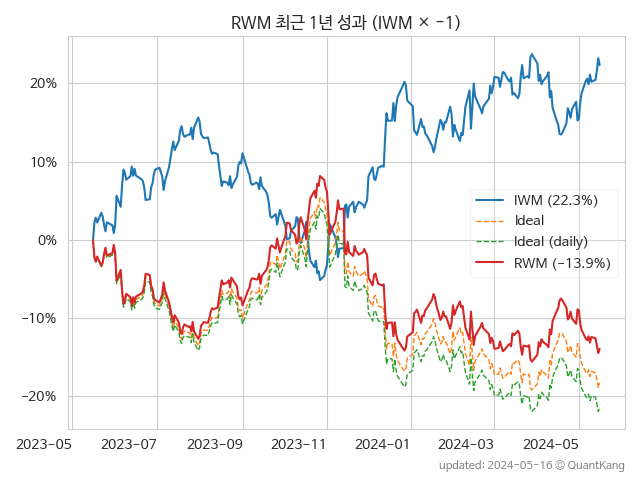 RWM 최근 1년 성과 (IWM × −1)
20%
10%
0%
−10%
−20%
IWM (22.3%)
Ideal
Ideal (daily)
RWM (−13.9%)
2023-05 2023-07 2023-09 2023-11 2024-01 2024-03 2024-05
updated: 2024-05-16 ⓒ QuantKang